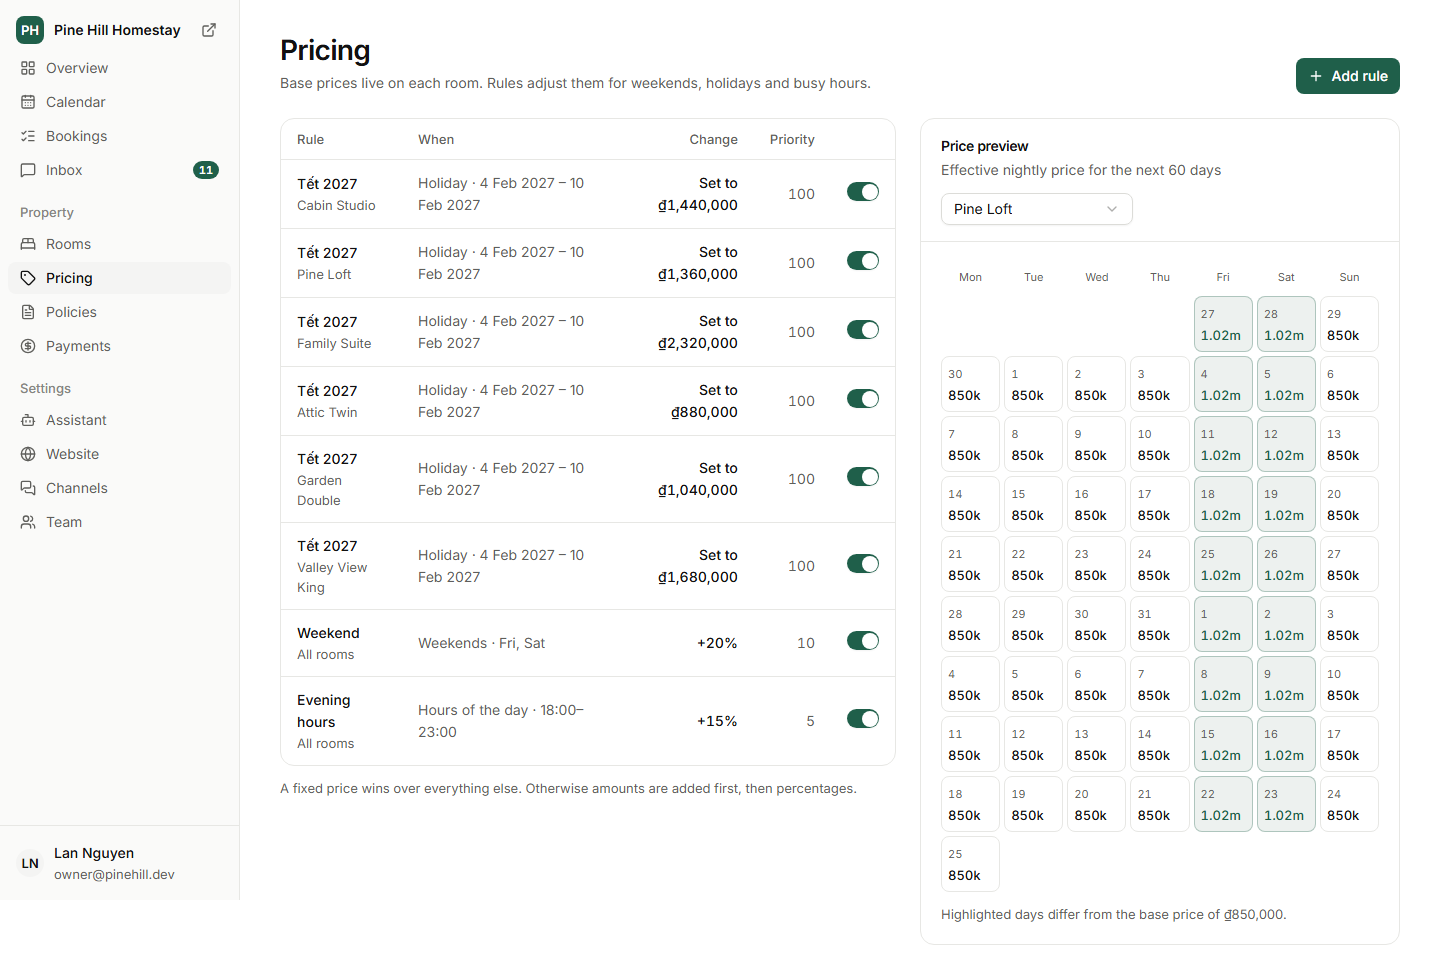 PH Pine Hill Homestay
Overview
Calendar
Bookings
Inbox 11
Property
Rooms
Pricing
Policies
Payments
Settings
Assistant
Website
Channels
Team
LN Lan Nguyen
owner@pinehill.dev
Pricing
Base prices live on each room. Rules adjust them for weekends, holidays and busy hours.
+ Add rule
Rule When Change Priority
Tết 2027
Cabin Studio
Holiday · 4 Feb 2027 – 10
Feb 2027
Set to
₫1,440,000
100
Tết 2027
Pine Loft
Holiday · 4 Feb 2027 – 10
Feb 2027
Set to
₫1,360,000
100
Tết 2027
Family Suite
Holiday · 4 Feb 2027 – 10
Feb 2027
Set to
₫2,320,000
100
Tết 2027
Attic Twin
Holiday · 4 Feb 2027 – 10
Feb 2027
Set to
₫880,000
100
Tết 2027
Garden
Double
Holiday · 4 Feb 2027 – 10
Feb 2027
Set to
₫1,040,000
100
Tết 2027
Valley View
King
Holiday · 4 Feb 2027 – 10
Feb 2027
Set to
₫1,680,000
100
Weekend
All rooms
Weekends · Fri, Sat
+20%
10
Evening
hours
All rooms
Hours of the day · 18:00–
23:00
+15%
5
A fixed price wins over everything else. Otherwise amounts are added first, then percentages.
Price preview
Effective nightly price for the next 60 days
Pine Loft
Mon Tue Wed Thu Fri Sat Sun
27 28 29
1.02m 1.02m 850k
30 1 2 3 4 5 6
850k 850k 850k 850k 1.02m 1.02m 850k
7 8 9 10 11 12 13
850k 850k 850k 850k 1.02m 1.02m 850k
14 15 16 17 18 19 20
850k 850k 850k 850k 1.02m 1.02m 850k
21 22 23 24 25 26 27
850k 850k 850k 850k 1.02m 1.02m 850k
28 29 30 31 1 2 3
850k 850k 850k 850k 1.02m 1.02m 850k
4 5 6 7 8 9 10
850k 850k 850k 850k 1.02m 1.02m 850k
11 12 13 14 15 16 17
850k 850k 850k 850k 1.02m 1.02m 850k
18 19 20 21 22 23 24
850k 850k 850k 850k 1.02m 1.02m 850k
25
850k
Highlighted days differ from the base price of ₫850,000.